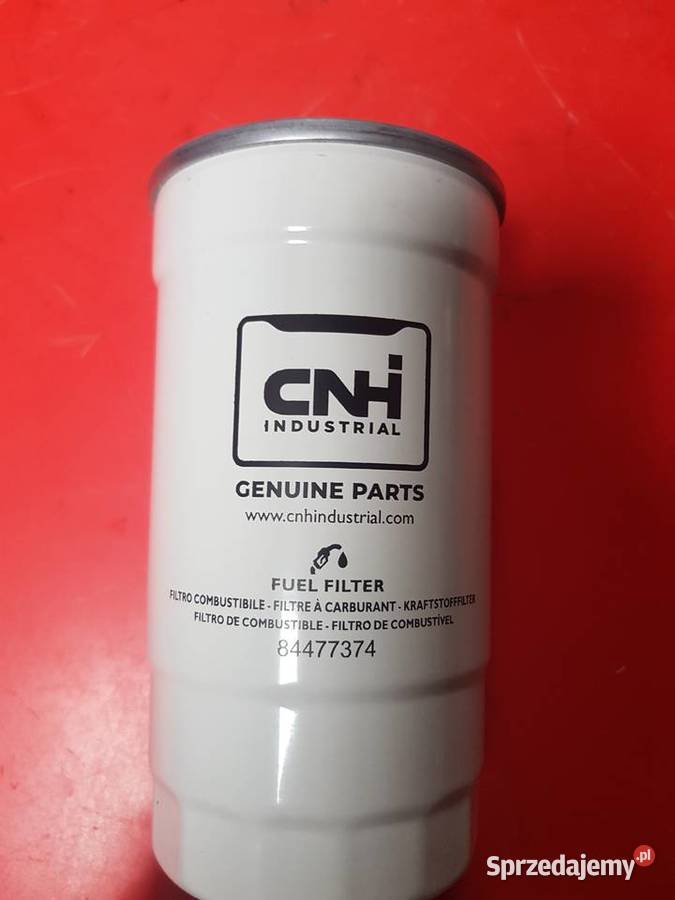 CNHi
INDUSTRIAL
GENUINE PARTS
www.cnhindustrial.com
FUEL FILTER
FILTRO COMBUSTIBILE - FILTRE À CARBURANT - KRAFTSTOFFFILTER
FILTRO DE COMBUSTIBLE - FILTRO DE COMBUSTÍVEL
84477374
Sprzedajemy.pl